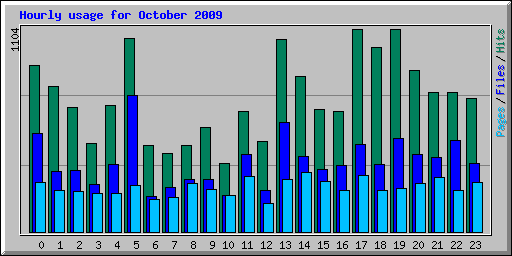 Hourly usage for October 2009
1104
Pages/Files/Hits
0 1 2 3 4 5 6 7 8 9 10 11 12 13 14 15 16 17 18 19 20 21 22 23